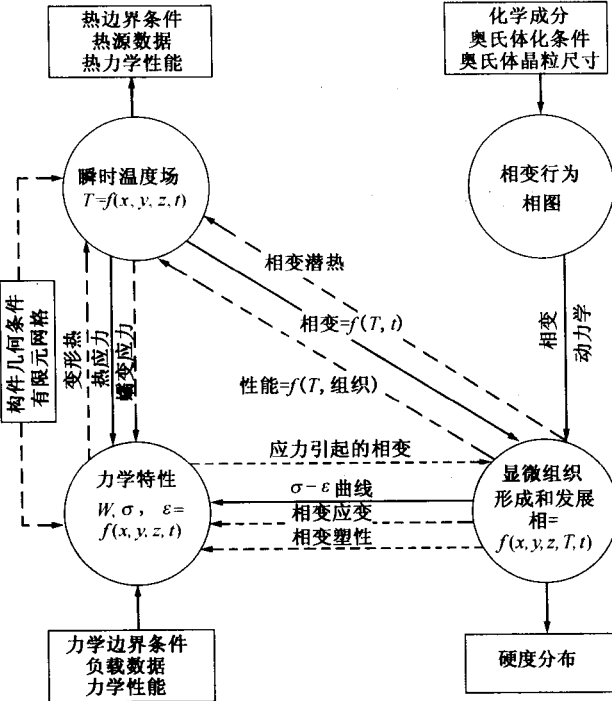 热边界条件
热源数据
热力学性能
化学成分
奥氏体化条件
奥氏体晶粒尺寸
瞬时温度场
T=f(x,y,z,t)
相变行为
相图
相变潜热
相变=f(T,t)
性能=f(T,组织)
相变
动力学
构件几何条件
有限元网格
变形热
热应力
蠕变应力
应力引起的相变
σ-ε曲线
相变应变
相变塑性
力学特性
W,σ, ε=
f(x,y,z,t)
显微组织
形成和发展
相=
f(x,y,z,T,t)
力学边界条件
负载数据
力学性能
硬度分布